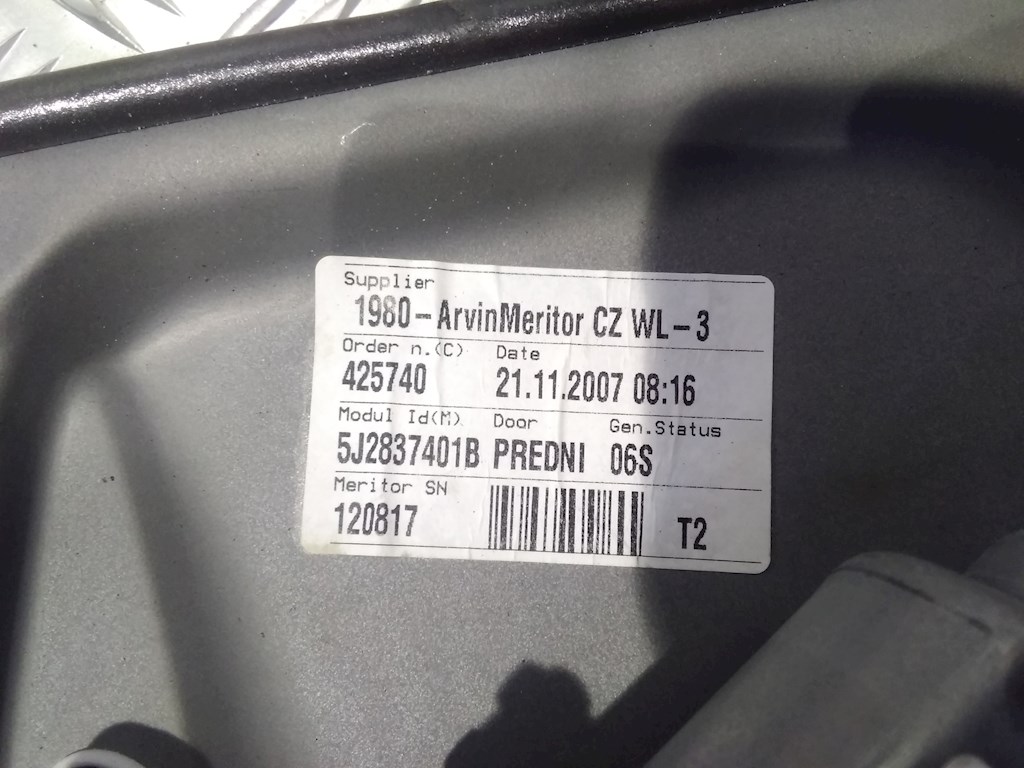 Supplier
1980-ArvinMeritor CZ WL-3
Order n.(C) Date
425740 21.11.2007 08:16
Modul Id(M) Door Gen.Status
5J2837401B PREDNI 06S
Meritor SN
120817 T2